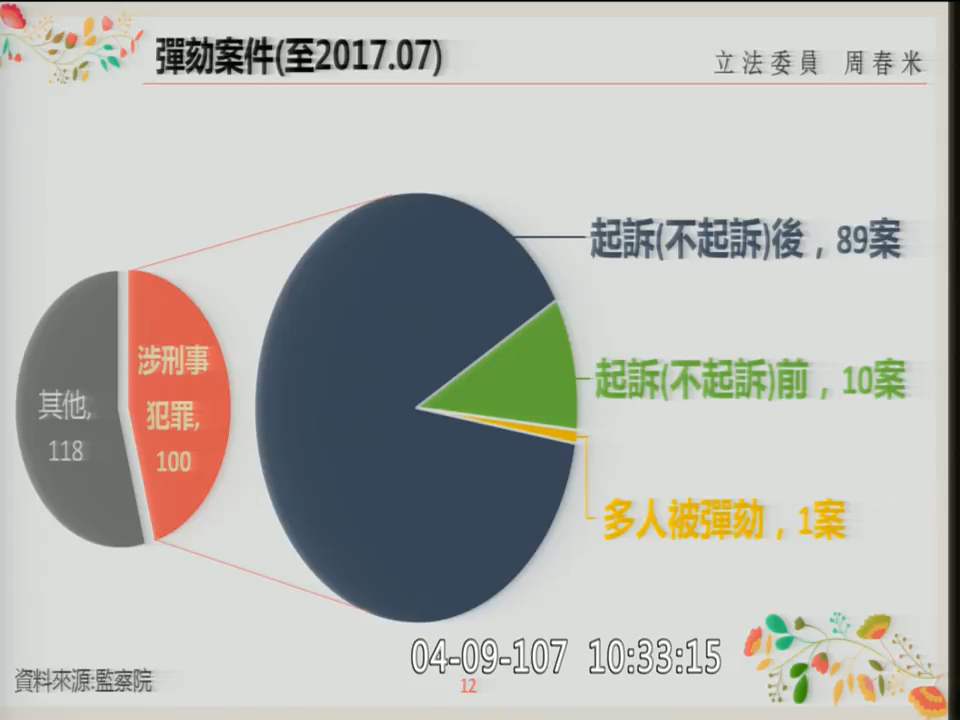 彈劾案件(至2017.07)
立法委員 周春米
起訴(不起訴)後，89案
涉刑事
犯罪,
100
其他,
118
起訴(不起訴)前，10案
多人被彈劾，1案
04-09-107 10:33:15
資料來源:監察院
12